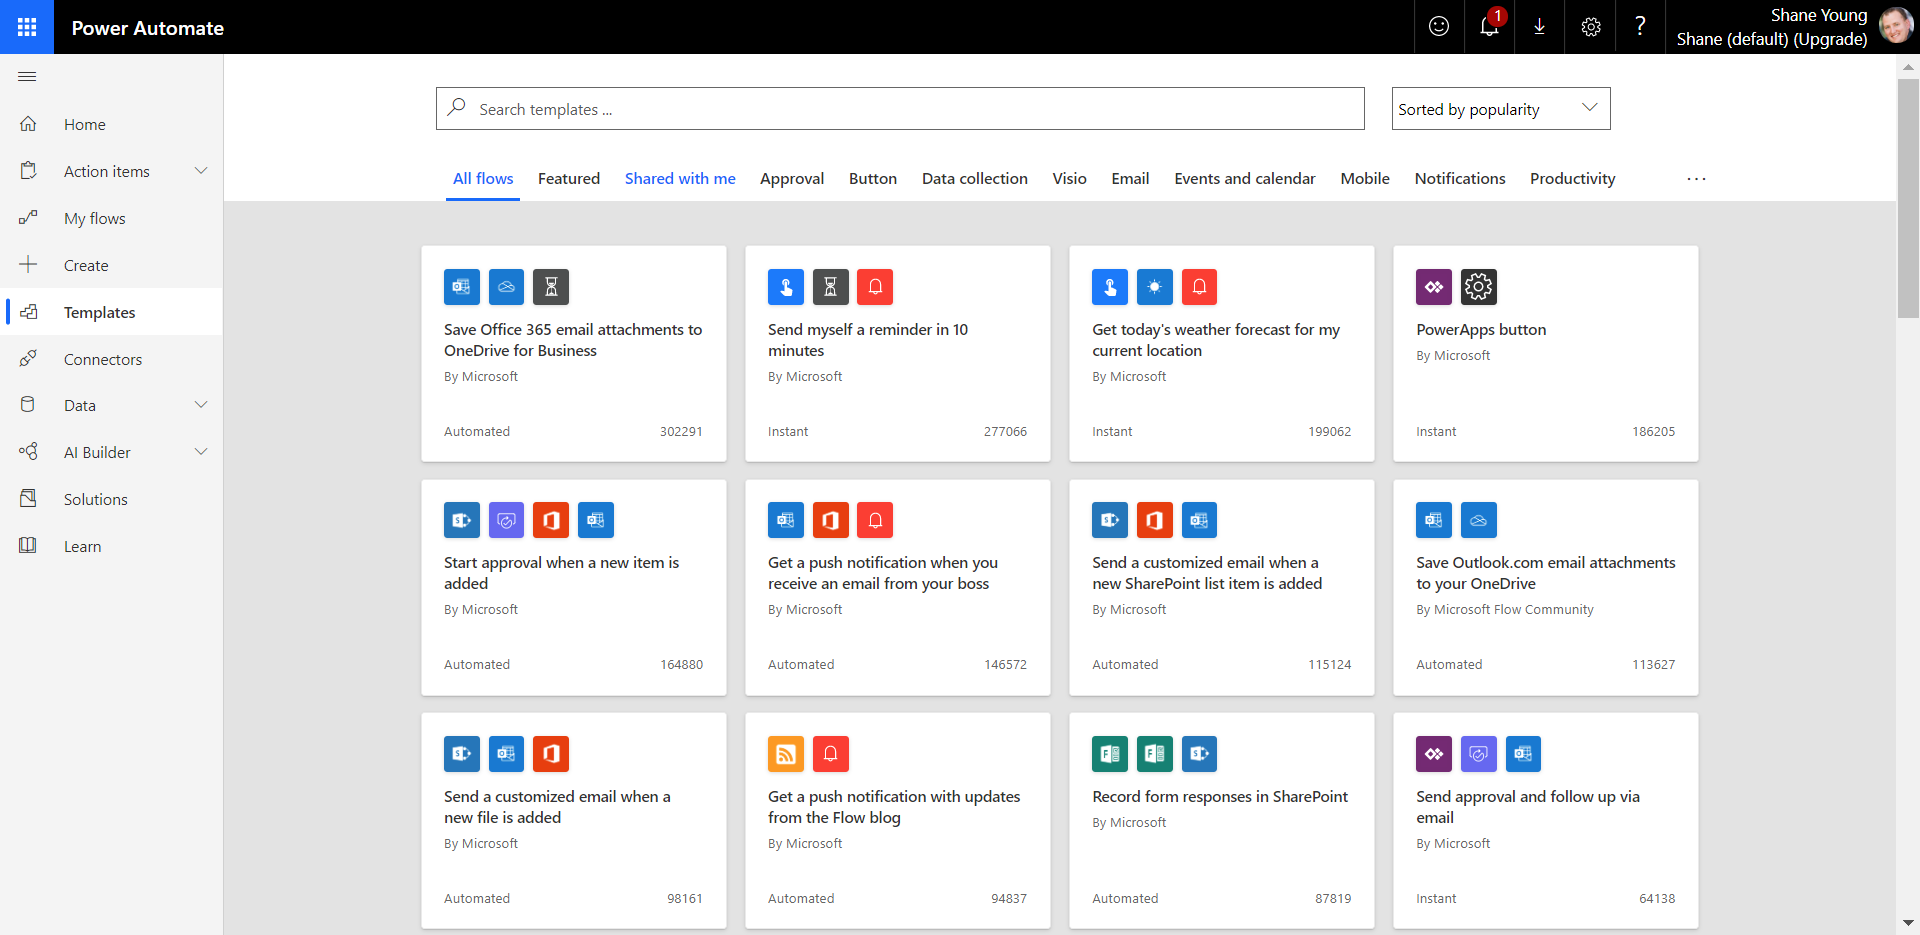 Power Automate
1
?
Shane Young
Shane (default) (Upgrade)
Home
Action items
My flows
Create
Templates
Connectors
Data
AI Builder
Solutions
Learn
Search templates ...
Sorted by popularity
All flows Featured Shared with me Approval Button Data collection Visio Email Events and calendar Mobile Notifications Productivity ...
Save Office 365 email attachments to
OneDrive for Business
By Microsoft
Automated 302291
Send myself a reminder in 10
minutes
By Microsoft
Instant 277066
Get today's weather forecast for my
current location
By Microsoft
Instant 199062
PowerApps button
By Microsoft
Instant 186205
Start approval when a new item is
added
By Microsoft
Automated 164880
Get a push notification when you
receive an email from your boss
By Microsoft
Automated 146572
Send a customized email when a
new SharePoint list item is added
By Microsoft
Automated 115124
Save Outlook.com email attachments
to your OneDrive
By Microsoft Flow Community
Automated 113627
Send a customized email when a
new file is added
By Microsoft
Automated 98161
Get a push notification with updates
from the Flow blog
By Microsoft
Automated 94837
Record form responses in SharePoint
By Microsoft
Automated 87819
Send approval and follow up via
email
By Microsoft
Instant 64138